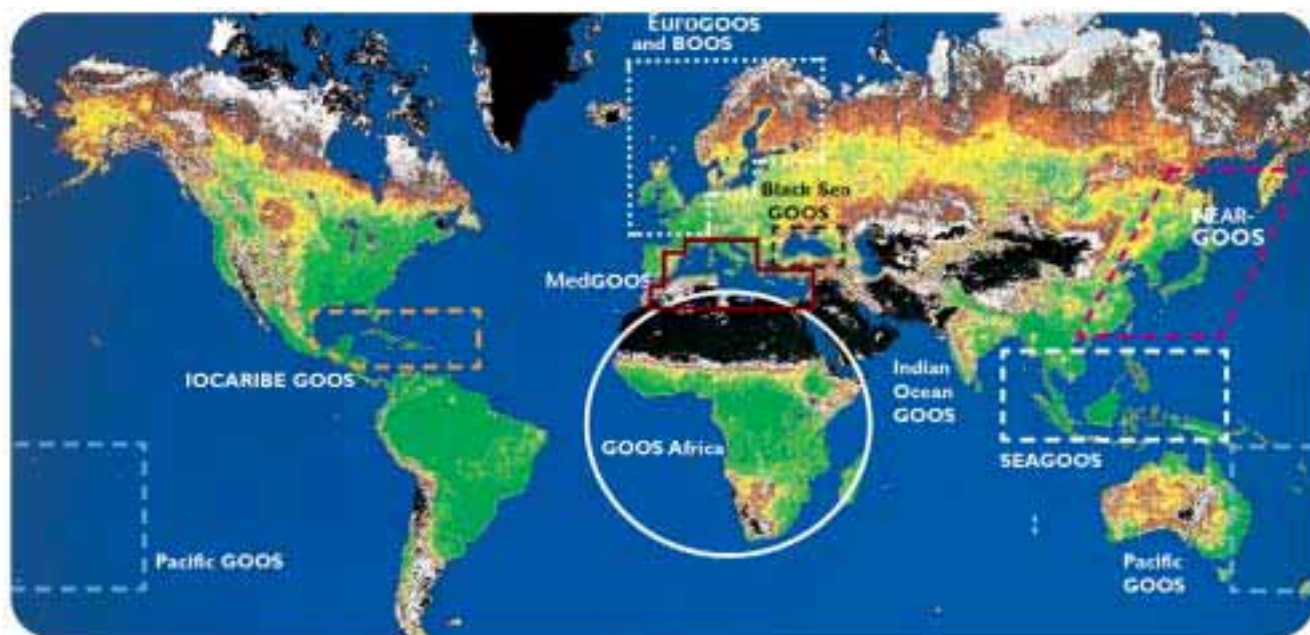 EUROGOOS
and BOOS
Black Sea
GOOS
NEAR-
GOOS
MedGOOS
IOCARIBE GOOS
Indian
Ocean
GOOS
GOOS Africa
SEAGOOS
Pacific GOOS
Pacific
GOOS